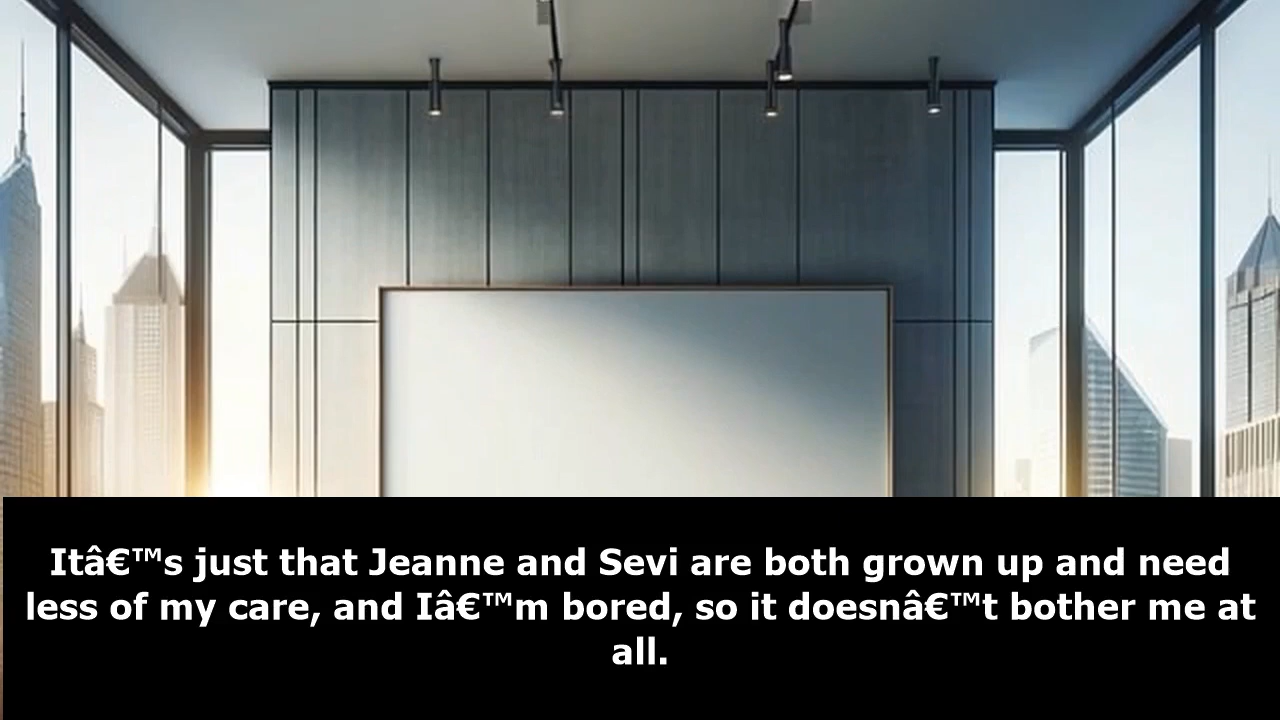 Itâ€™s just that Jeanne and Sevi are both grown up and need
less of my care, and Iâ€™m bored, so it doesnâ€™t bother me at
all.